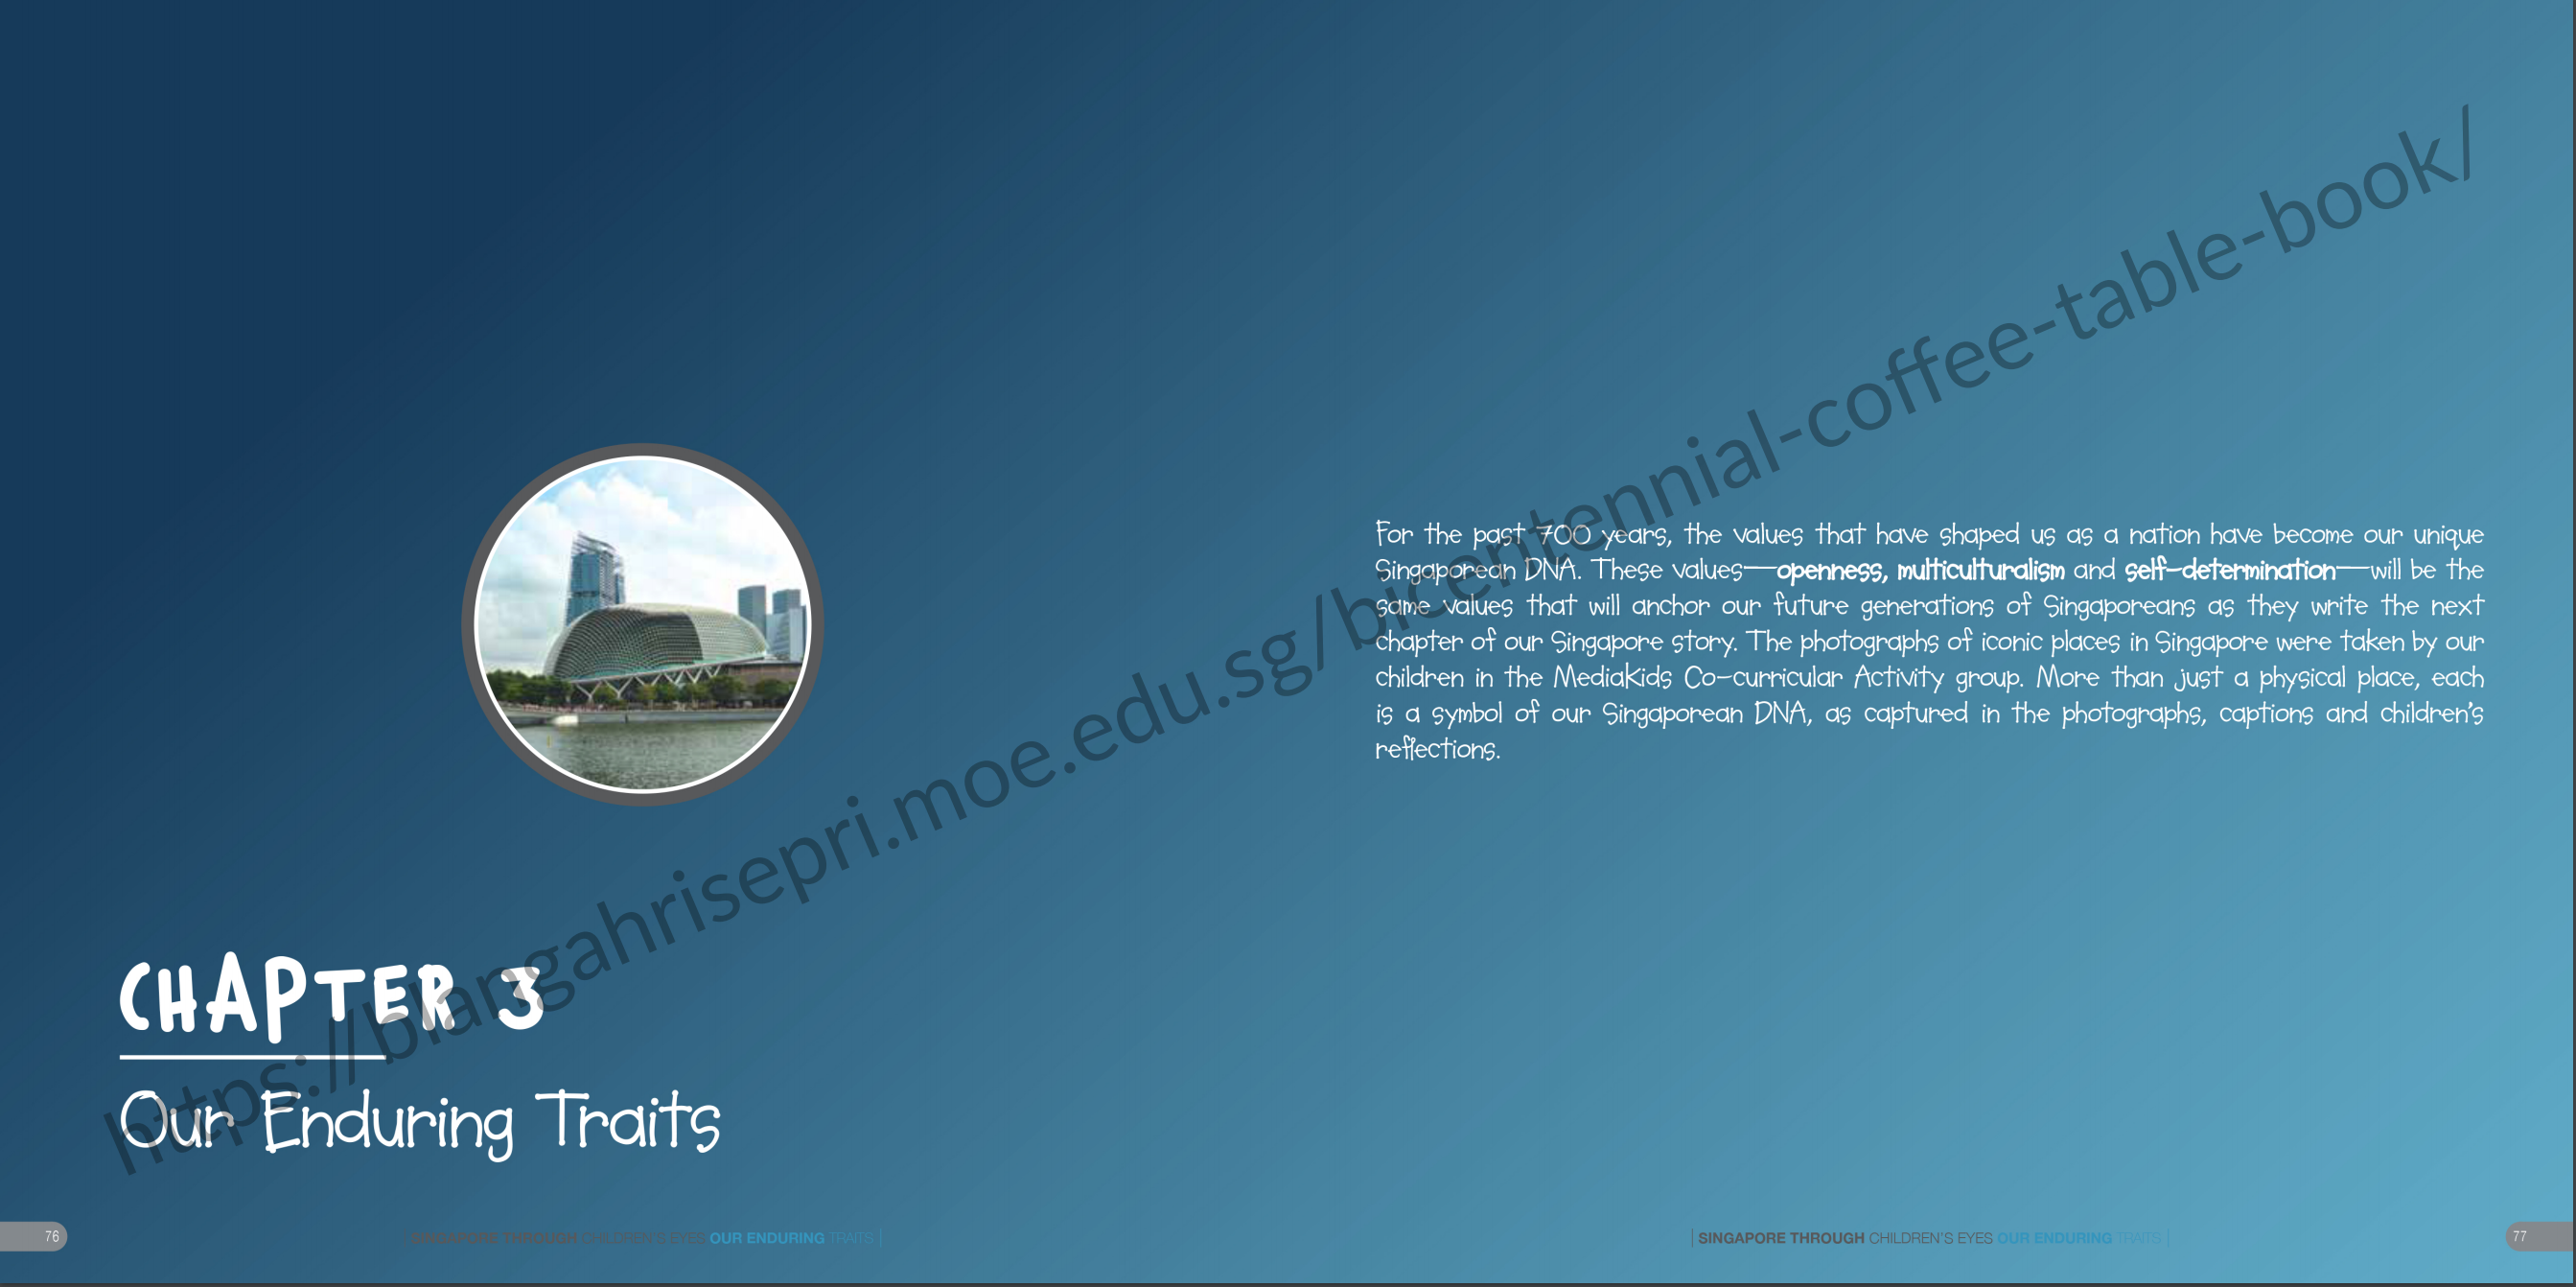 CHAPTER 3
Our Enduring Traits
76
SINGAPORE THROUGH CHILDREN'S EYES OUR ENDURING TRAITS |
For the past 700 years, the values that have shaped us as a nation have become our unique
Singaporean DNA. These values—openness, multiculturalism and self-determination—will be the
same values that will anchor our future generations of Singaporeans as they write the next
chapter of our Singapore story. The photographs of iconic places in Singapore were taken by our
children in the MediaKids Co-curricular Activity group. More than just a physical place, each
is a symbol of our Singaporean DNA, as captured in the photographs, captions and children's
reflections.
| SINGAPORE THROUGH CHILDREN'S EYES OUR ENDURING TRAITS |
77
https://blangahrisepri.moe.edu.sg/bicentennial-coffee-table-book/